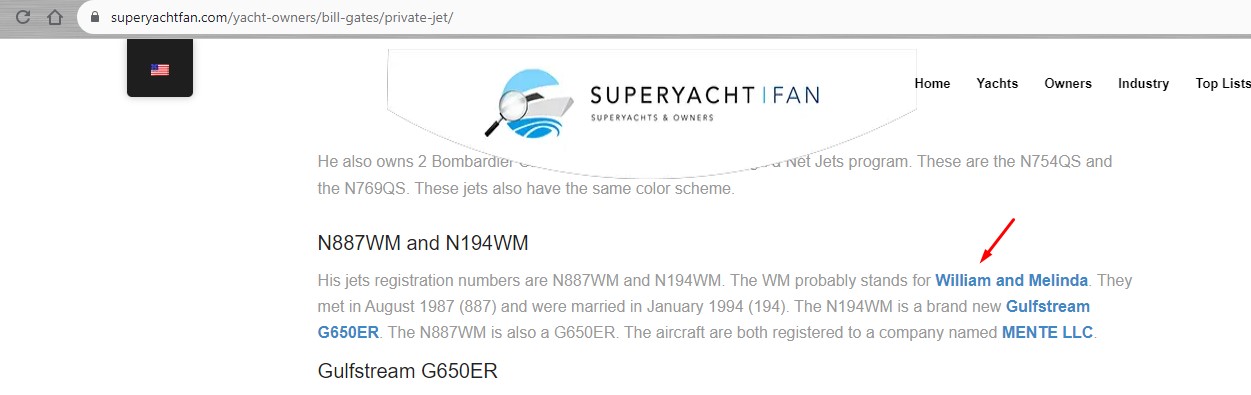 superyachtfan.com/yacht-owners/bill-gates/private-jet/
SUPERYACHT | FAN
SUPERYACHTS & OWNERS
Home Yachts Owners Industry Top Lists
He also owns 2 Bombardier Net Jets program. These are the N754QS and
the N769QS. These jets also have the same color scheme.
N887WM and N194WM
His jets registration numbers are N887WM and N194WM. The WM probably stands for William and Melinda. They
met in August 1987 (887) and were married in January 1994 (194). The N194WM is a brand new Gulfstream
G650ER. The N887WM is also a G650ER. The aircraft are both registered to a company named MENTE LLC.
Gulfstream G650ER